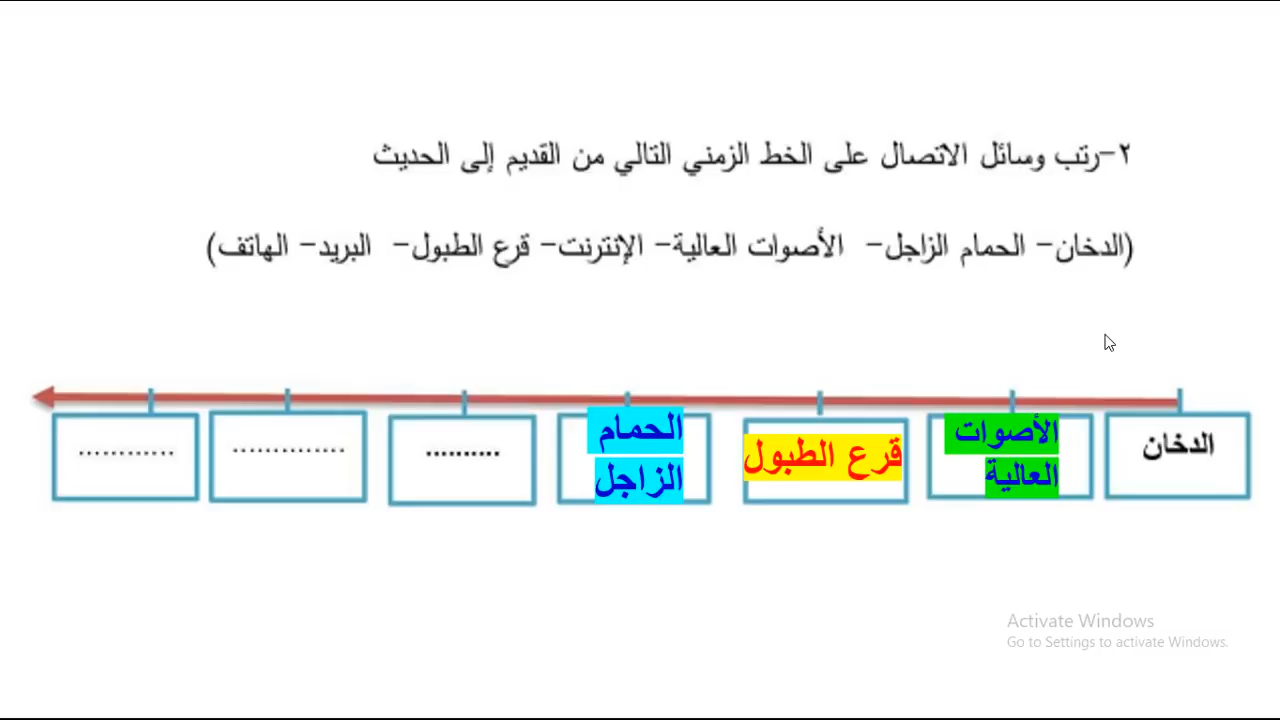 ٢-رتب وسائل الاتصال على الخط الزمني التالي من القديم إلى الحديث
(الدخان- الحمام الزاجل- الأصوات العالية- الإنترنت- قرع الطبول- البريد- الهاتف)
الدخان
الأصوات
العالية
قرع الطبول
الحمام
الزاجل
..........
..............
............
Activate Windows
Go to Settings to activate Windows.